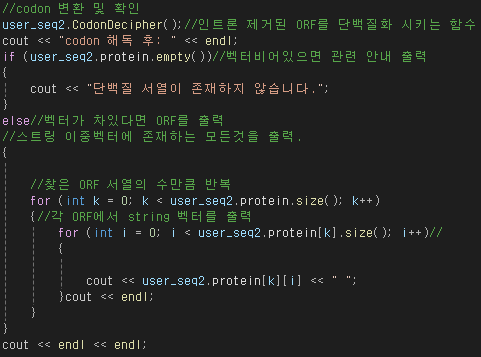 //codon 변환 및 확인
user_seq2.CodonDecipher();//인트론 제거된 ORF를 단백질화 시키는 함수
cout << "codon 해독 후: " << endl;
if (user_seq2.protein.empty())//벡터비어있으면 관련 안내 출력
{
cout << "단백질 서열이 존재하지 않습니다.";
}
else//벡터가 차있다면 ORF를 출력
//스트링 이중벡터에 존재하는 모든것을 출력.
{
//찾은 ORF 서열의 수만큼 반복
for (int k = 0; k < user_seq2.protein.size(); k++)
{//각 ORF에서 string 벡터를 출력
for (int i = 0; i < user_seq2.protein[k].size(); i++)//
{
cout << user_seq2.protein[k][i] << " ";
}cout << endl;
}
}
cout << endl << endl;